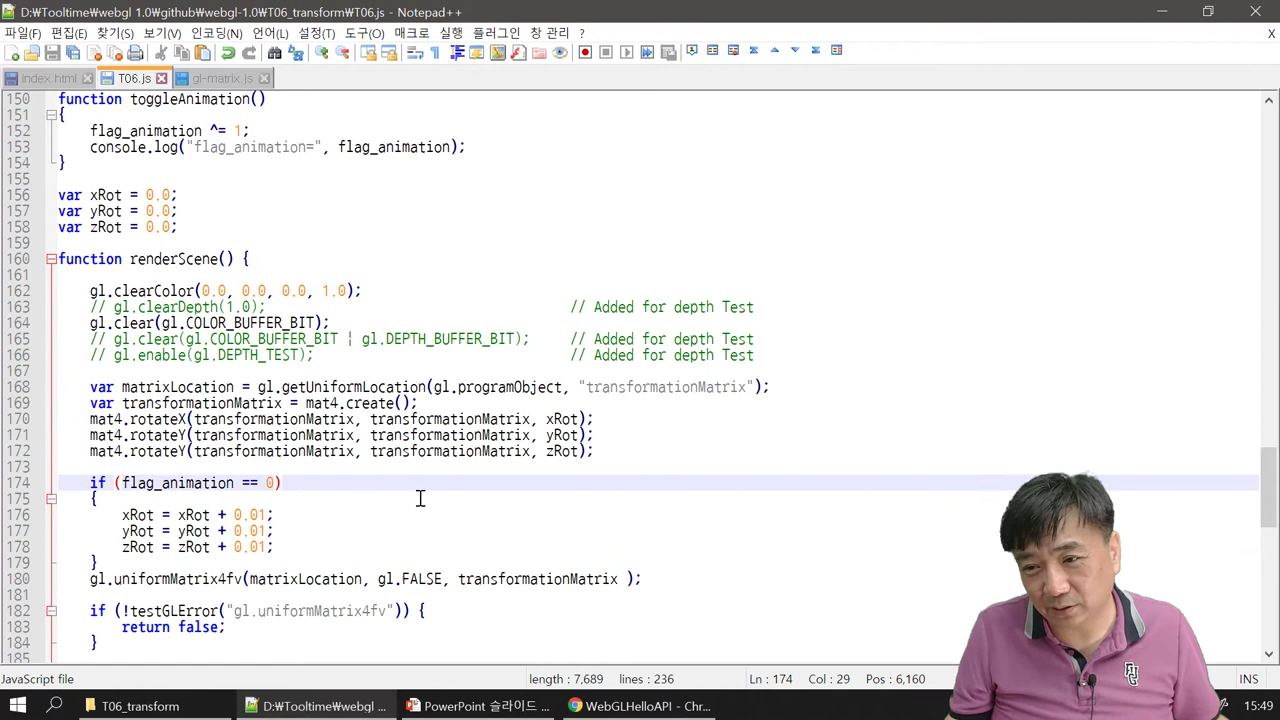 D:₩Tooltime₩webgl 1.0₩github₩webgl-1.0₩T06_transform₩T06.js - Notepad++
파일(F) 편집(E) 찾기(S) 보기(V) 인코딩(N) 언어(L) 설정(T) 도구(O) 매크로 실행 플러그인 창 관리 ? X
index.html T06.js gl-matrix.js
150 function toggleAnimation()
151 {
152 flag_animation ^= 1;
153 console.log("flag_animation=", flag_animation);
154 }
155
156 var xRot = 0.0;
157 var yRot = 0.0;
158 var zRot = 0.0;
159
160 function renderScene() {
161
162 gl.clearColor(0.0, 0.0, 0.0, 1.0);
163 // gl.clearDepth(1.0); // Added for depth Test
164 gl.clear(gl.COLOR_BUFFER_BIT);
165 // gl.clear(gl.COLOR_BUFFER_BIT | gl.DEPTH_BUFFER_BIT); // Added for depth Test
166 // gl.enable(gl.DEPTH_TEST); // Added for depth Test
167
168 var matrixLocation = gl.getUniformLocation(gl.programObject, "transformationMatrix");
169 var transformationMatrix = mat4.create();
170 mat4.rotateX(transformationMatrix, transformationMatrix, xRot);
171 mat4.rotateY(transformationMatrix, transformationMatrix, yRot);
172 mat4.rotateY(transformationMatrix, transformationMatrix, zRot);
173
174 if (flag_animation == 0)
175 {
176 xRot = xRot + 0.01;
177 yRot = yRot + 0.01;
178 zRot = zRot + 0.01;
179 }
180 gl.uniformMatrix4fv(matrixLocation, gl.FALSE, transformationMatrix );
181
182 if (!testGLError("gl.uniformMatrix4fv")) {
183 return false;
184 }
185
JavaScript file length : 7,689 lines : 236 Ln : 174 Col : 29 Pos : 6,160 INS
T06_transform D:₩Tooltime₩webgl ... PowerPoint 슬라이드 ... WebGLHelloAPI - Chr... 15:49